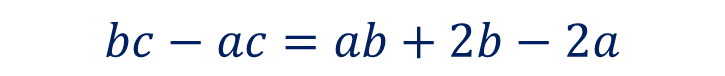 bc − ac = ab + 2b − 2a